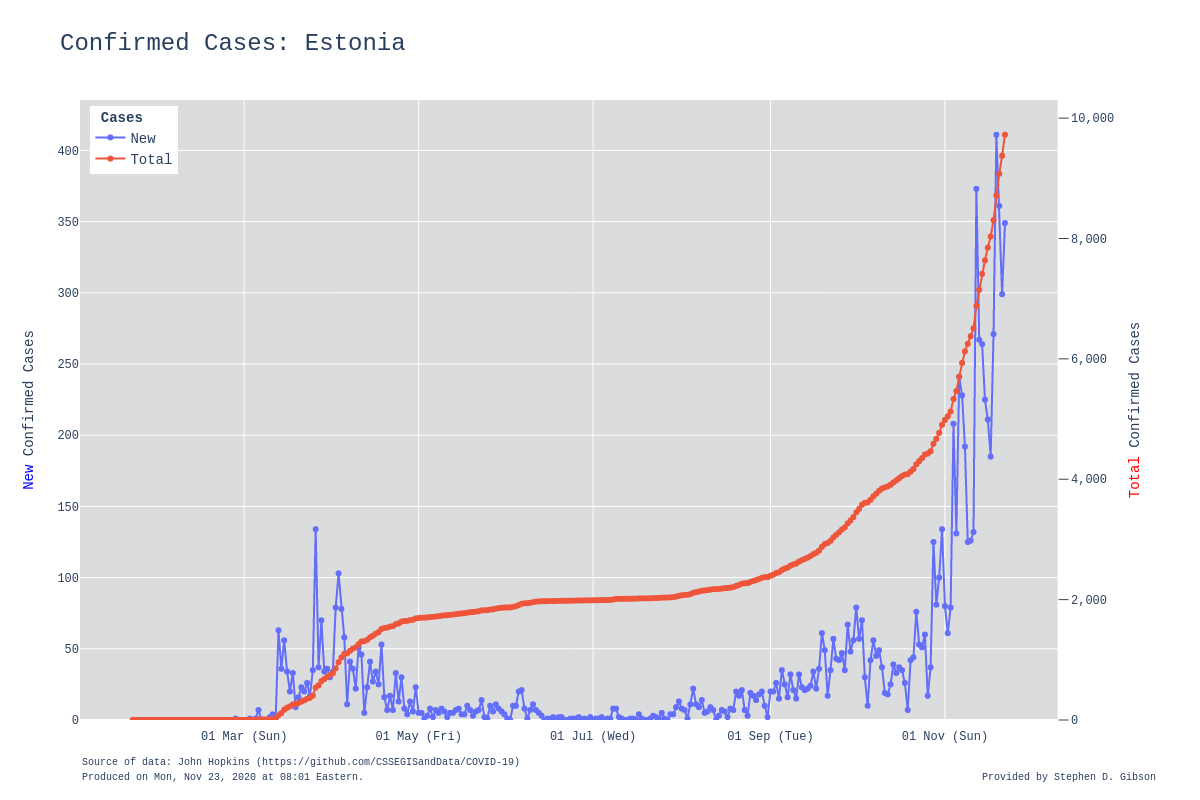 Confirmed Cases: Estonia
Cases
New
Total
400
350
300
250
200
150
100
50
0
New Confirmed Cases
10,000
8,000
6,000
4,000
2,000
0
Total Confirmed Cases
01 Mar (Sun)
01 May (Fri)
01 Jul (Wed)
01 Sep (Tue)
01 Nov (Sun)
Source of data: John Hopkins (https://github.com/CSSEGISandData/COVID-19)
Produced on Mon, Nov 23, 2020 at 08:01 Eastern.
Provided by Stephen D. Gibson